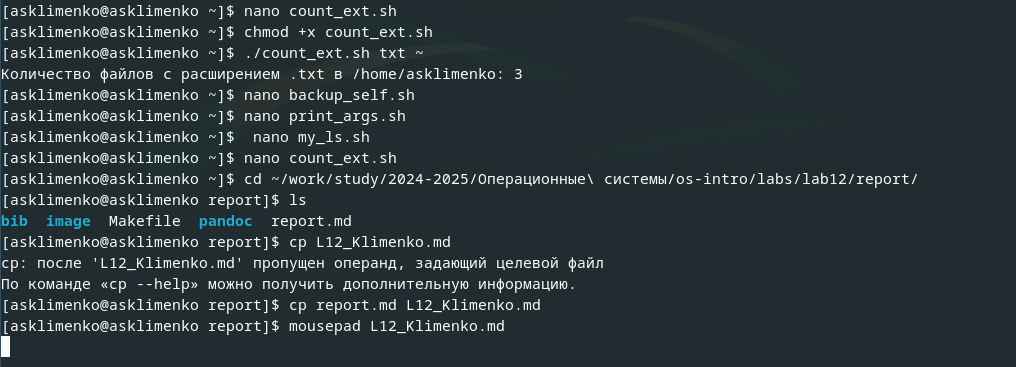 [asklimenko@asklimenko ~]$ nano count_ext.sh
[asklimenko@asklimenko ~]$ chmod +x count_ext.sh
[asklimenko@asklimenko ~]$ ./count_ext.sh txt ~
Количество файлов с расширением .txt в /home/asklimenko: 3
[asklimenko@asklimenko ~]$ nano backup_self.sh
[asklimenko@asklimenko ~]$ nano print_args.sh
[asklimenko@asklimenko ~]$  nano my_ls.sh
[asklimenko@asklimenko ~]$ nano count_ext.sh
[asklimenko@asklimenko ~]$ cd ~/work/study/2024-2025/Операционные\ системы/os-intro/labs/lab12/report/
[asklimenko@asklimenko report]$ ls
bib  image  Makefile  pandoc  report.md
[asklimenko@asklimenko report]$ cp L12_Klimenko.md
cp: после 'L12_Klimenko.md' пропущен операнд, задающий целевой файл
По команде «cp --help» можно получить дополнительную информацию.
[asklimenko@asklimenko report]$ cp report.md L12_Klimenko.md
[asklimenko@asklimenko report]$ mousepad L12_Klimenko.md